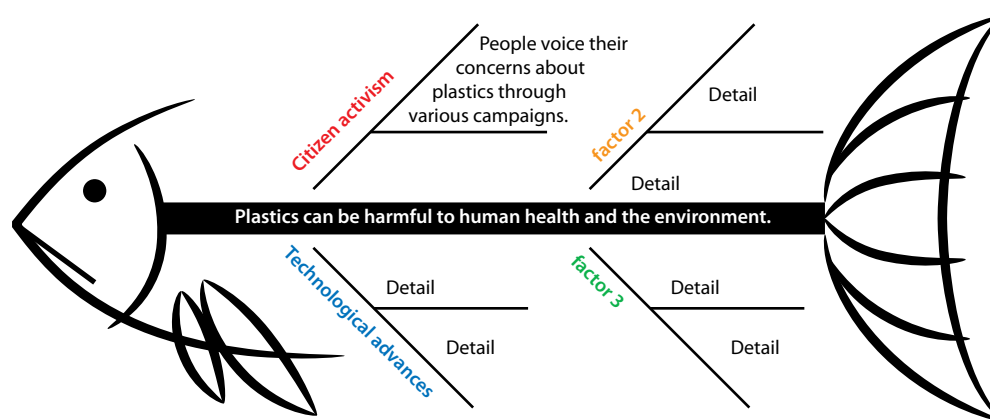 Citizen activism
People voice their
concerns about
plastics through
various campaigns.
factor 2
Detail
Detail
Plastics can be harmful to human health and the environment.
Technological advances
Detail
Detail
factor 3
Detail
Detail